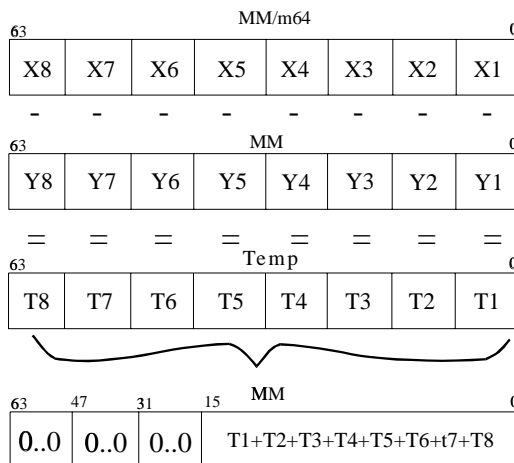 MM/m64
63 0
X8 X7 X6 X5 X4 X3 X2 X1
- - - - - - - -
MM
63 0
Y8 Y7 Y6 Y5 Y4 Y3 Y2 Y1
= = = = = = = =
Temp
63 0
T8 T7 T6 T5 T4 T3 T2 T1
MM
63 47 31 15 0
0..0 0..0 0..0 T1+T2+T3+T4+T5+T6+t7+T8